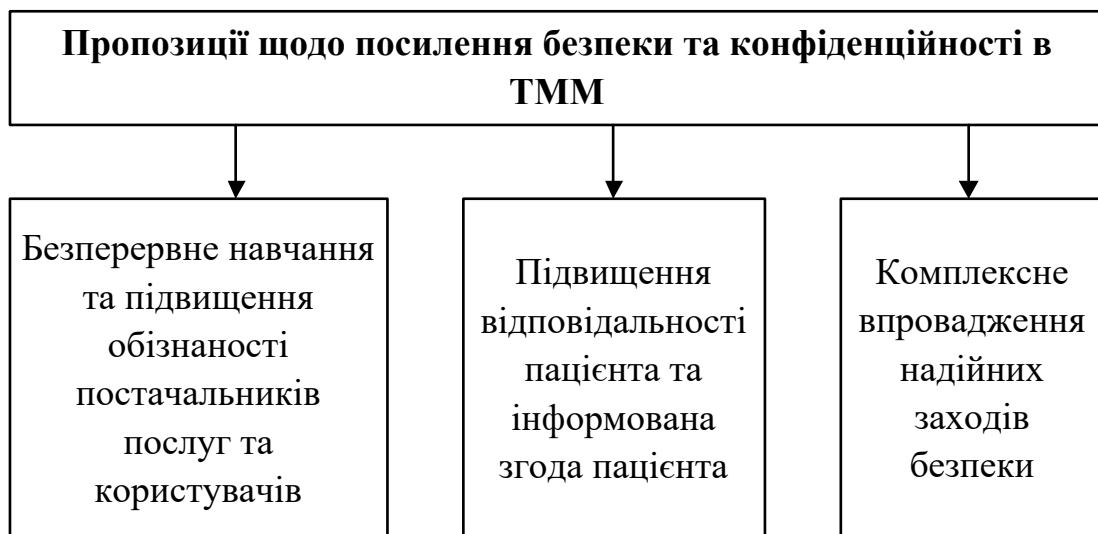 Пропозиції щодо посилення безпеки та конфіденційності в
ТММ
Безперервне навчання
та підвищення
обізнаності
постачальників
послуг та
користувачів
Підвищення
відповідальності
пацієнта та
інформована
згода пацієнта
Комплексне
впровадження
надійних
заходів
безпеки